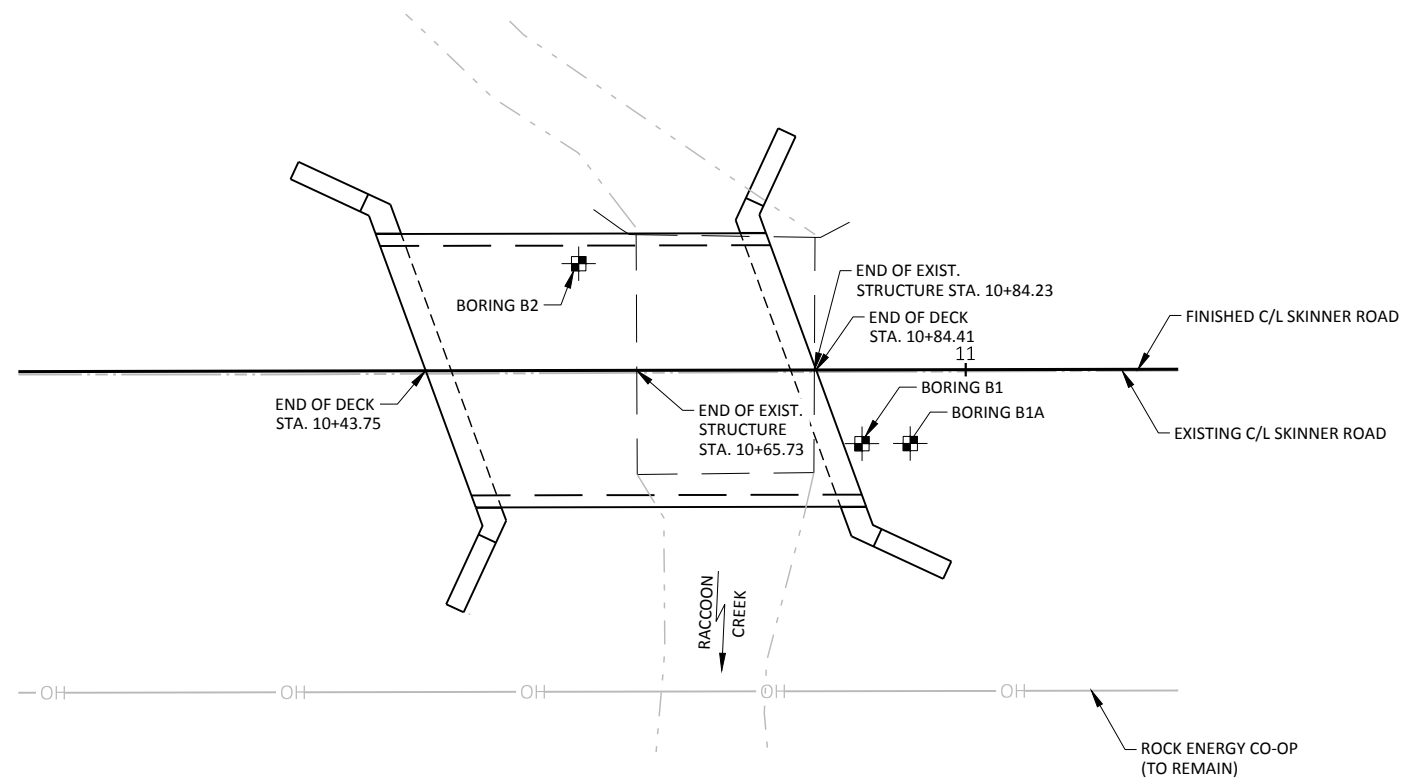 BORING B2
END OF EXIST.
STRUCTURE STA. 10+84.23
END OF DECK
STA. 10+84.41
11
FINISHED C/L SKINNER ROAD
BORING B1
BORING B1A
END OF DECK
STA. 10+43.75
END OF EXIST.
STRUCTURE
STA. 10+65.73
EXISTING C/L SKINNER ROAD
RACCOON
CREEK
OH OH OH OH OH
ROCK ENERGY CO-OP
(TO REMAIN)